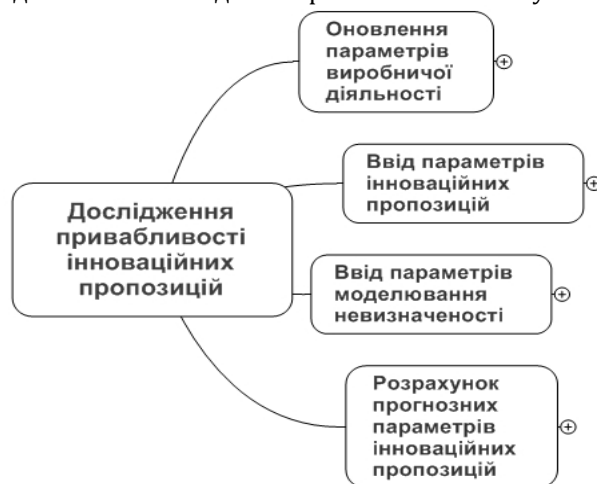 Оновлення
параметрів
виробничої
діяльності
Ввід параметрів
інноваційних
пропозицій
Дослідження
привабливості
інноваційних
пропозицій
Ввід параметрів
моделювання
невизначеності
Розрахунок
прогнозних
параметрів
інноваційних
пропозицій